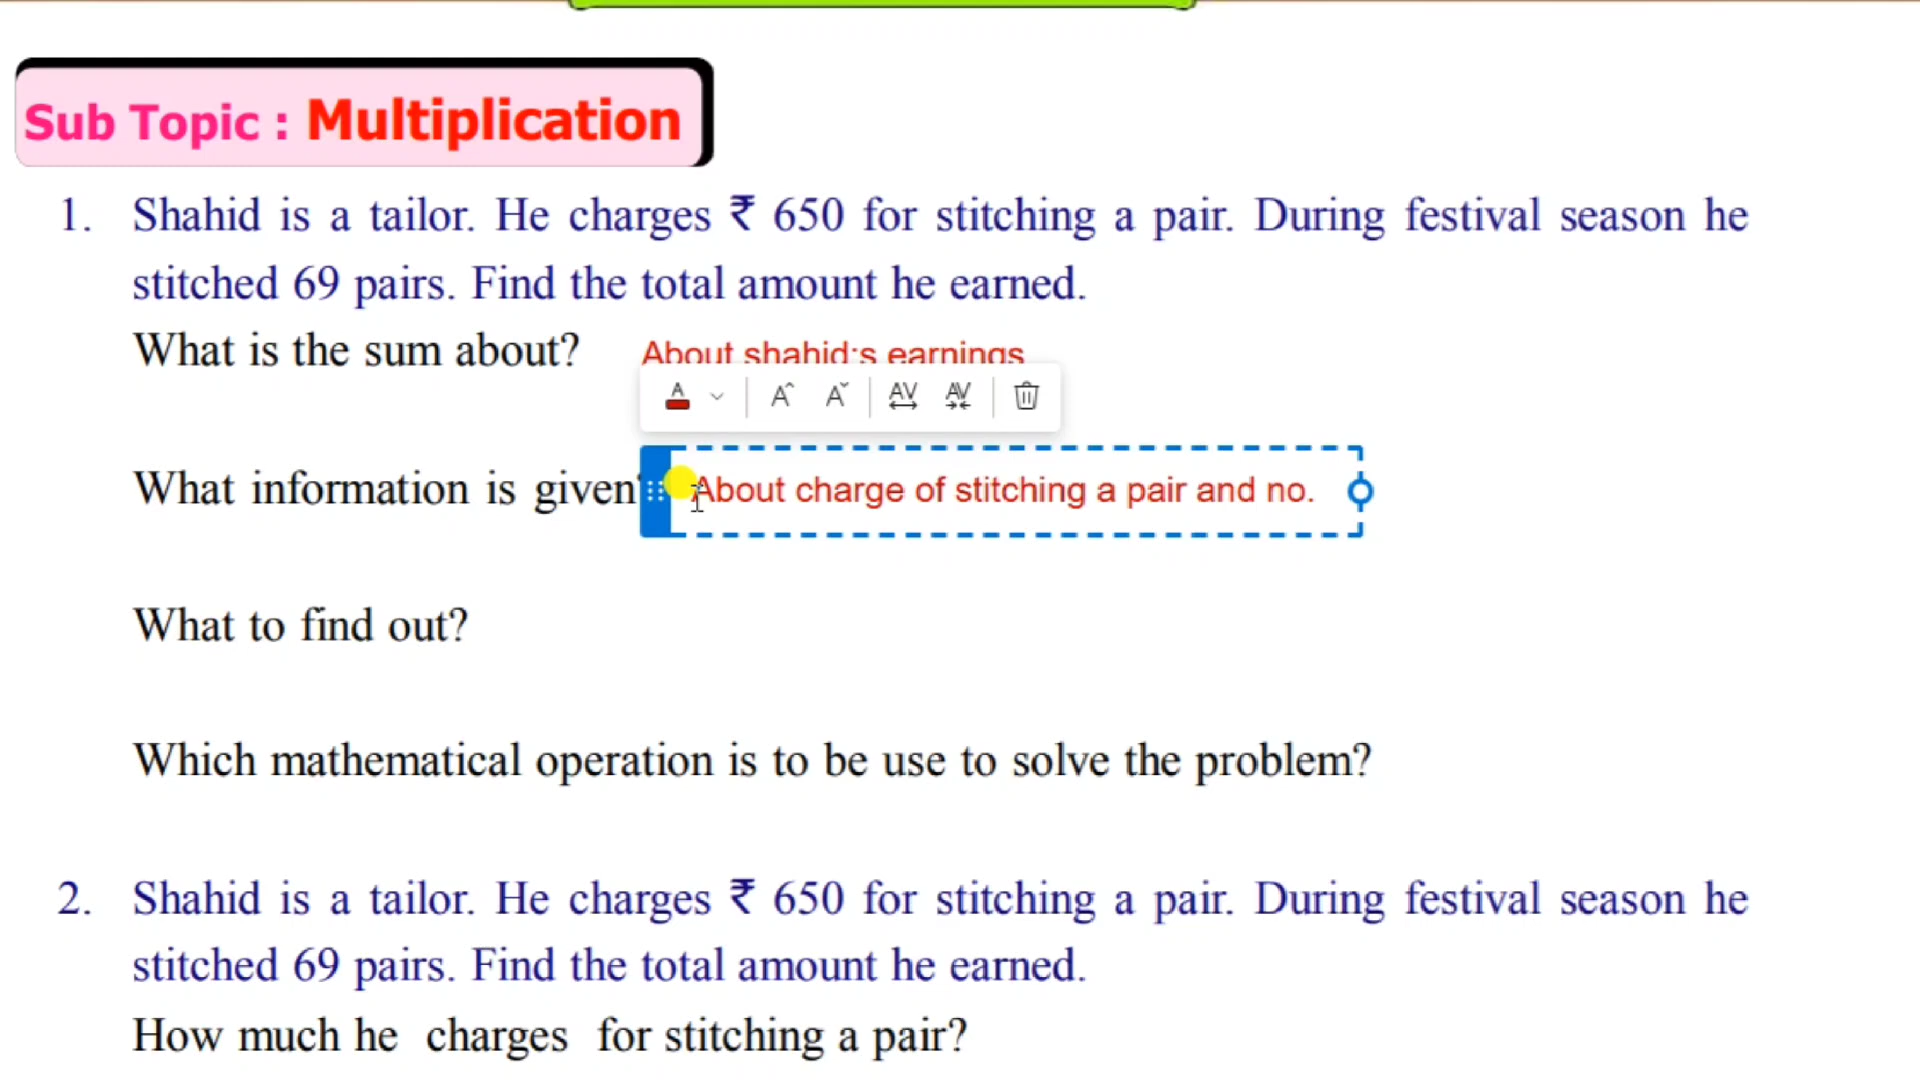 Sub Topic : Multiplication
1. Shahid is a tailor. He charges ₹ 650 for stitching a pair. During festival season he
stitched 69 pairs. Find the total amount he earned.
What is the sum about? About shahid's earnings
What information is given? About charge of stitching a pair and no.
What to find out?
Which mathematical operation is to be use to solve the problem?
2. Shahid is a tailor. He charges ₹ 650 for stitching a pair. During festival season he
stitched 69 pairs. Find the total amount he earned.
How much he charges for stitching a pair?